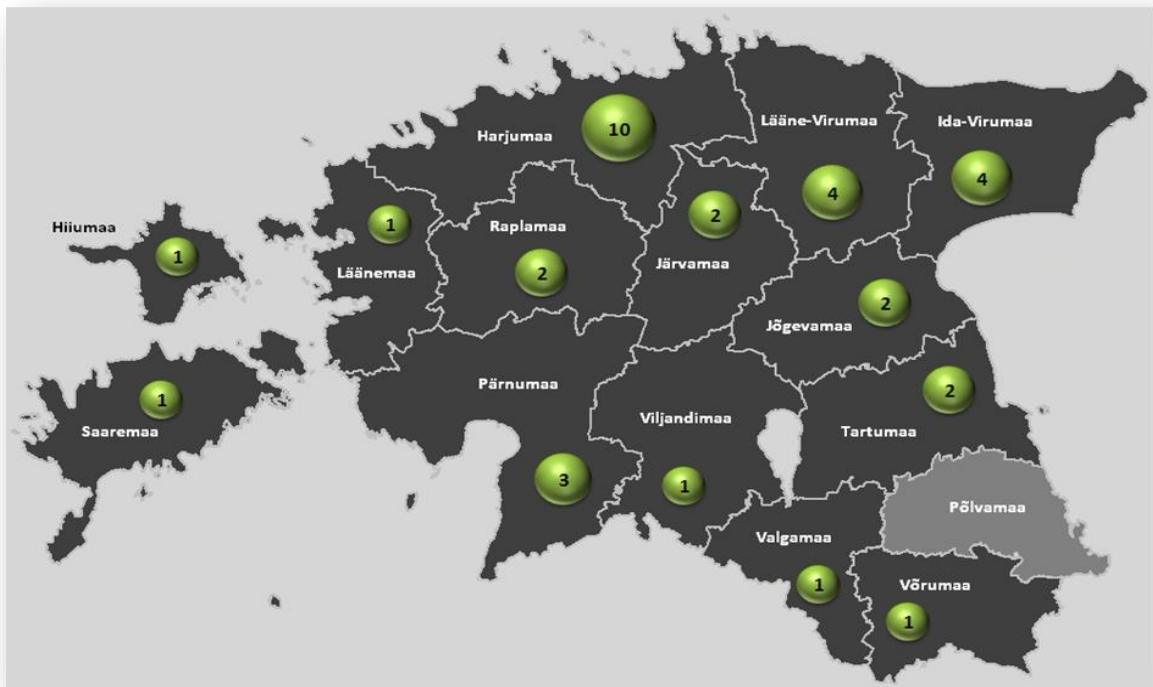 Lääne-Virumaa
Ida-Virumaa
Harjumaa
10
4
4
Hiiumaa
1
1
Läänemaa
Raplamaa
2
2
Järvamaa
2
Jõgevamaa
Pärnumaa
1
Saaremaa
Viljandimaa
2
Tartumaa
3
1
Põlvamaa
Valgamaa
1
Võrumaa
1